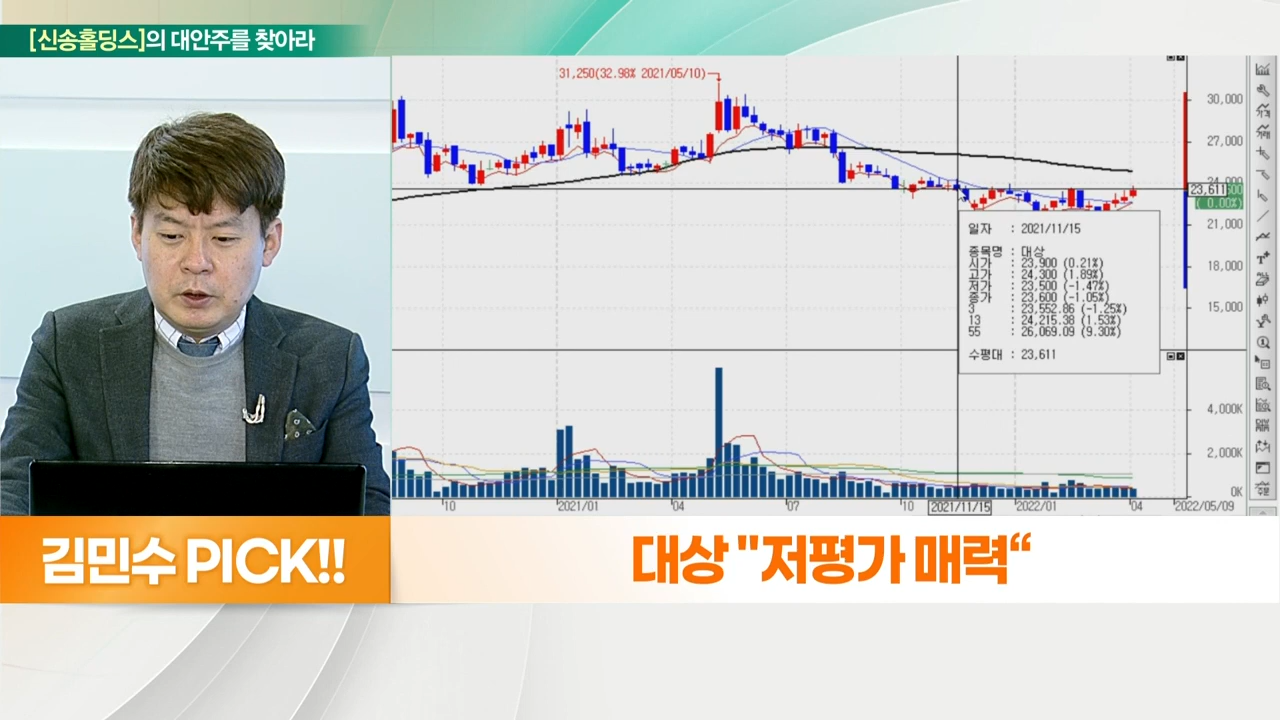 [신송홀딩스]의 대안주를 찾아라
31,250(32.98% 2021/05/10)
30,000
27,000
24,000
23,611
( 0.00%)
21,000
18,000
15,000
일자 : 2021/11/15
종목명 : 대상
시가 : 23,900 (0.21%)
고가 : 24,300 (1.89%)
저가 : 23,500 (-1.47%)
종가 : 23,600 (-1.05%)
3 : 23,552.86 (-1.25%)
13 : 24,215.38 (1.53%)
55 : 26,069.09 (9.30%)
수평대 : 23,611
4,000K
2,000K
0K
10
2021/01
04
07
10
2021/11/15
2022/01
04
2022/05/09
김민수 PICK!!
대상 "저평가 매력“